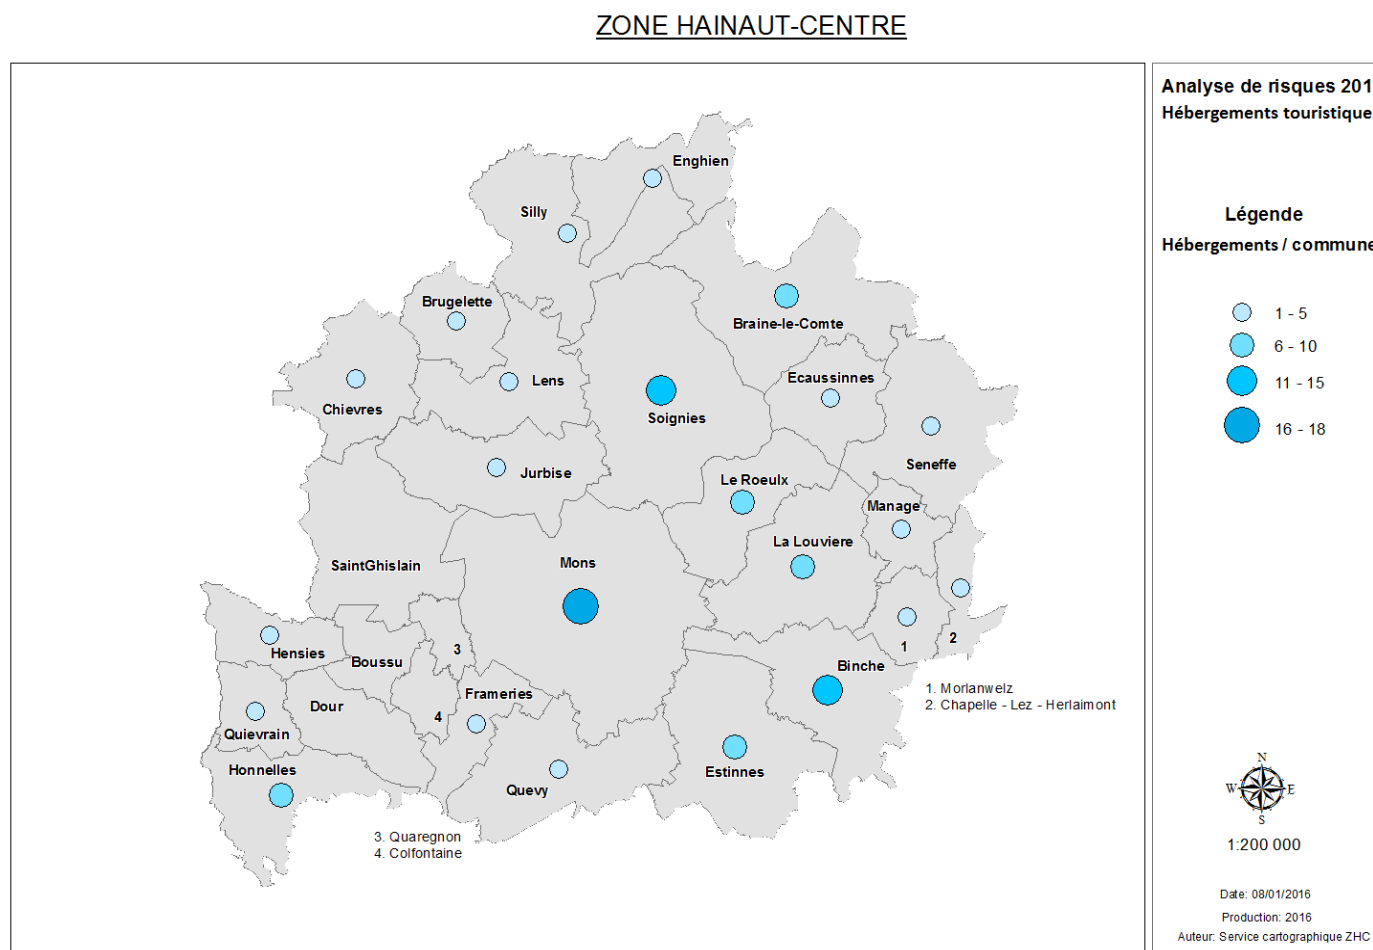 ZONE HAINAUT-CENTRE
Analyse de risques 201
Hébergements touristique
Légende
Hébergements / commune
1 - 5
6 - 10
11 - 15
16 - 18
Enghien
Silly
Brugelette
Braine-le-Comte
Ecaussinnes
Lens
Chievres
Soignies
Seneffe
Jurbise
Le Roeulx
Manage
La Louviere
Mons
SaintGhislain
Hensies
Boussu
3
1
2
Binche
Frameries
Dour
4
Quievrain
Honnelles
Quevy
Estinnes
1. Morlanwelz
2. Chapelle - Lez - Herlaimont
3. Quaregnon
4. Colfontaine
N
W E
S
1:200 000
Date: 08/01/2016
Production: 2016
Auteur: Service cartographique ZHC